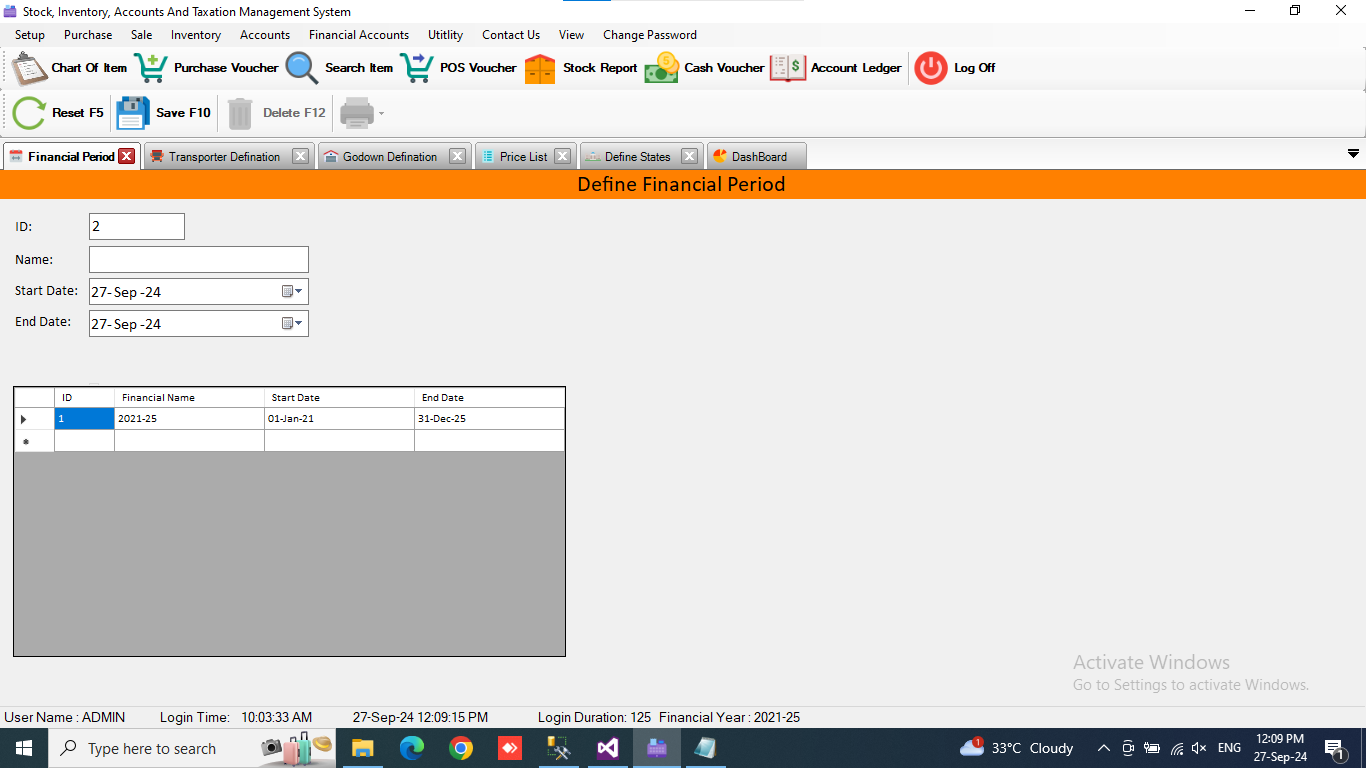 Stock, Inventory, Accounts And Taxation Management System
Setup Purchase Sale Inventory Accounts Financial Accounts Utitlity Contact Us View Change Password
Chart Of Item Purchase Voucher Search Item POS Voucher Stock Report Cash Voucher Account Ledger Log Off
Reset F5 Save F10 Delete F12
Financial Period Transporter Defination Godown Defination Price List Define States DashBoard
Define Financial Period
ID: 2
Name:
Start Date: 27- Sep -24
End Date: 27- Sep -24
ID Financial Name Start Date End Date
1 2021-25 01-Jan-21 31-Dec-25
Activate Windows
Go to Settings to activate Windows.
User Name : ADMIN Login Time: 10:03:33 AM 27-Sep-24 12:09:15 PM Login Duration: 125 Financial Year : 2021-25
Type here to search 1 33°C Cloudy ENG 12:09 PM
27-Sep-24 1